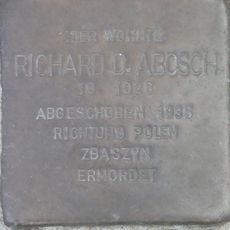 HIER WOHNTE
RICHARD D. ABOSCH
JG. 1926
ABGESCHOBEN 1938
RICHTUNG POLEN
ZBASZYN
ERMORDET